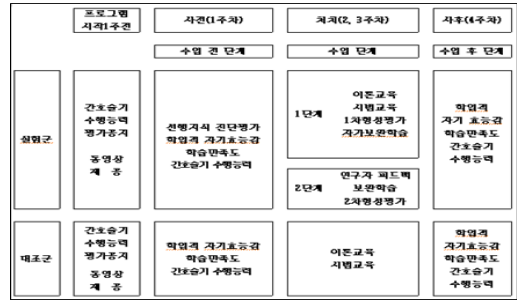 프로그램
시작1주전
사전(1주차)
처치(2, 3주차)
사후(4주차)
수업 전 단계
수업 단계
수업 후 단계
실험군
간호술기
수행능력
평가공지
동영상
제 공
선행지식 진단평가
학업적 자기효능감
학습만족도
간호술기 수행능력
1단계
이론교육
시범교육
1차형성평가
자가보완학습
2단계
연구자 피드백
보완학습
2차형성평가
학업적
자기 효능감
학습만족도
간호술기
수행능력
대조군
간호술기
수행능력
평가공지
동영상
제 공
학업적 자기효능감
학습만족도
간호술기 수행능력
이론교육
시범교육
학업적
자기효능감
학습만족도
간호술기
수행능력